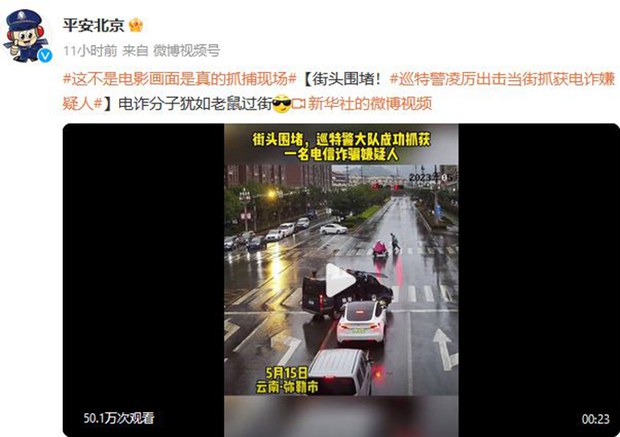 平安北京
11小时前 来自 微博视频号
#这不是电影画面是真的抓捕现场#【街头围堵！#巡特警凌厉出击当街抓获电诈嫌
疑人#】电诈分子犹如老鼠过街 新华社的微博视频
街头围堵，巡特警大队成功抓获
一名电信诈骗嫌疑人
5月15日
云南·弥勒市
50.1万次观看
00:23